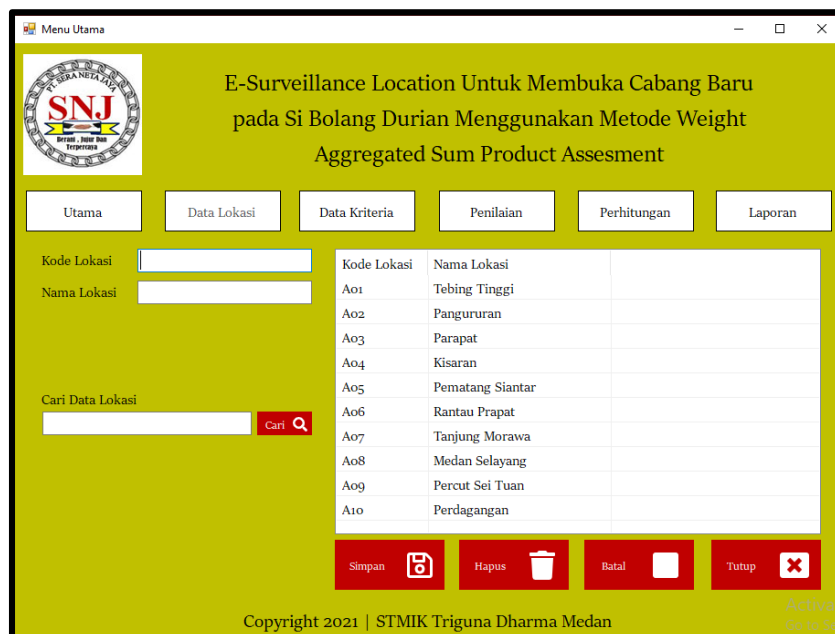 Menu Utama
PT. SERA NETA JAYA
SNJ
Berani , Jujur Dan
Terpercaya
E-Surveillance Location Untuk Membuka Cabang Baru
pada Si Bolang Durian Menggunakan Metode Weight
Aggregated Sum Product Assesment
Utama Data Lokasi Data Kriteria Penilaian Perhitungan Laporan
Kode Lokasi
Nama Lokasi
Cari Data Lokasi
Cari
Kode Lokasi Nama Lokasi
A01 Tebing Tinggi
A02 Pangururan
A03 Parapat
A04 Kisaran
A05 Pematang Siantar
A06 Rantau Prapat
A07 Tanjung Morawa
A08 Medan Selayang
A09 Percut Sei Tuan
A10 Perdagangan
Simpan Hapus Batal Tutup
Copyright 2021 | STMIK Triguna Dharma Medan